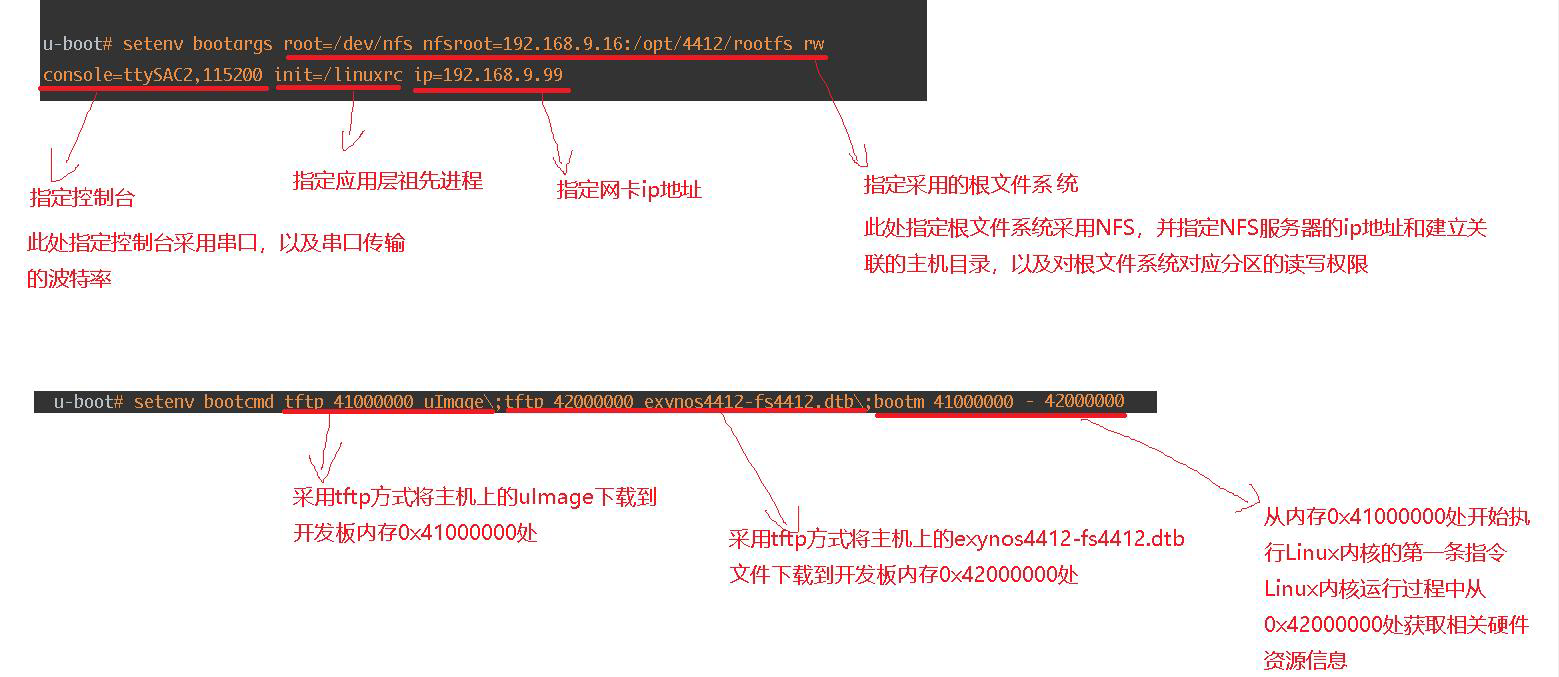 u-boot# setenv bootargs root=/dev/nfs nfsroot=192.168.9.16:/opt/4412/rootfs rw
console=ttySAC2,115200 init=/linuxrc ip=192.168.9.99
指定控制台
此处指定控制台采用串口，以及串口传输
的波特率
指定应用层祖先进程
指定网卡ip地址
指定采用的根文件系统
此处指定根文件系统采用NFS，并指定NFS服务器的ip地址和建立关
联的主机目录，以及对根文件系统对应分区的读写权限
u-boot# setenv bootcmd tftp 41000000 uImage\;tftp 42000000 exynos4412-fs4412.dtb\;bootm 41000000 - 42000000
采用tftp方式将主机上的uImage下载到
开发板内存0x41000000处
采用tftp方式将主机上的exynos4412-fs4412.dtb
文件下载到开发板内存0x42000000处
从内存0x41000000处开始执
行Linux内核的第一条指令
Linux内核运行过程中从
0x42000000处获取相关硬件
资源信息